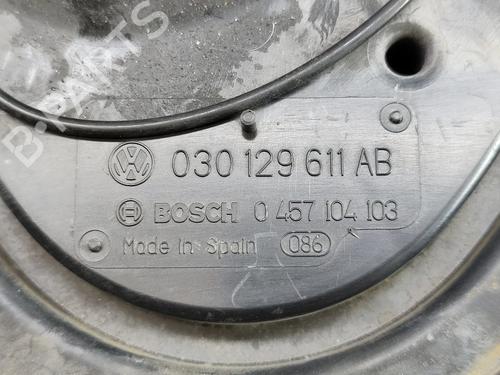 B-PARTS
030 129 611 AB
BOSCH 0 457 104 103
Made In Spain 086